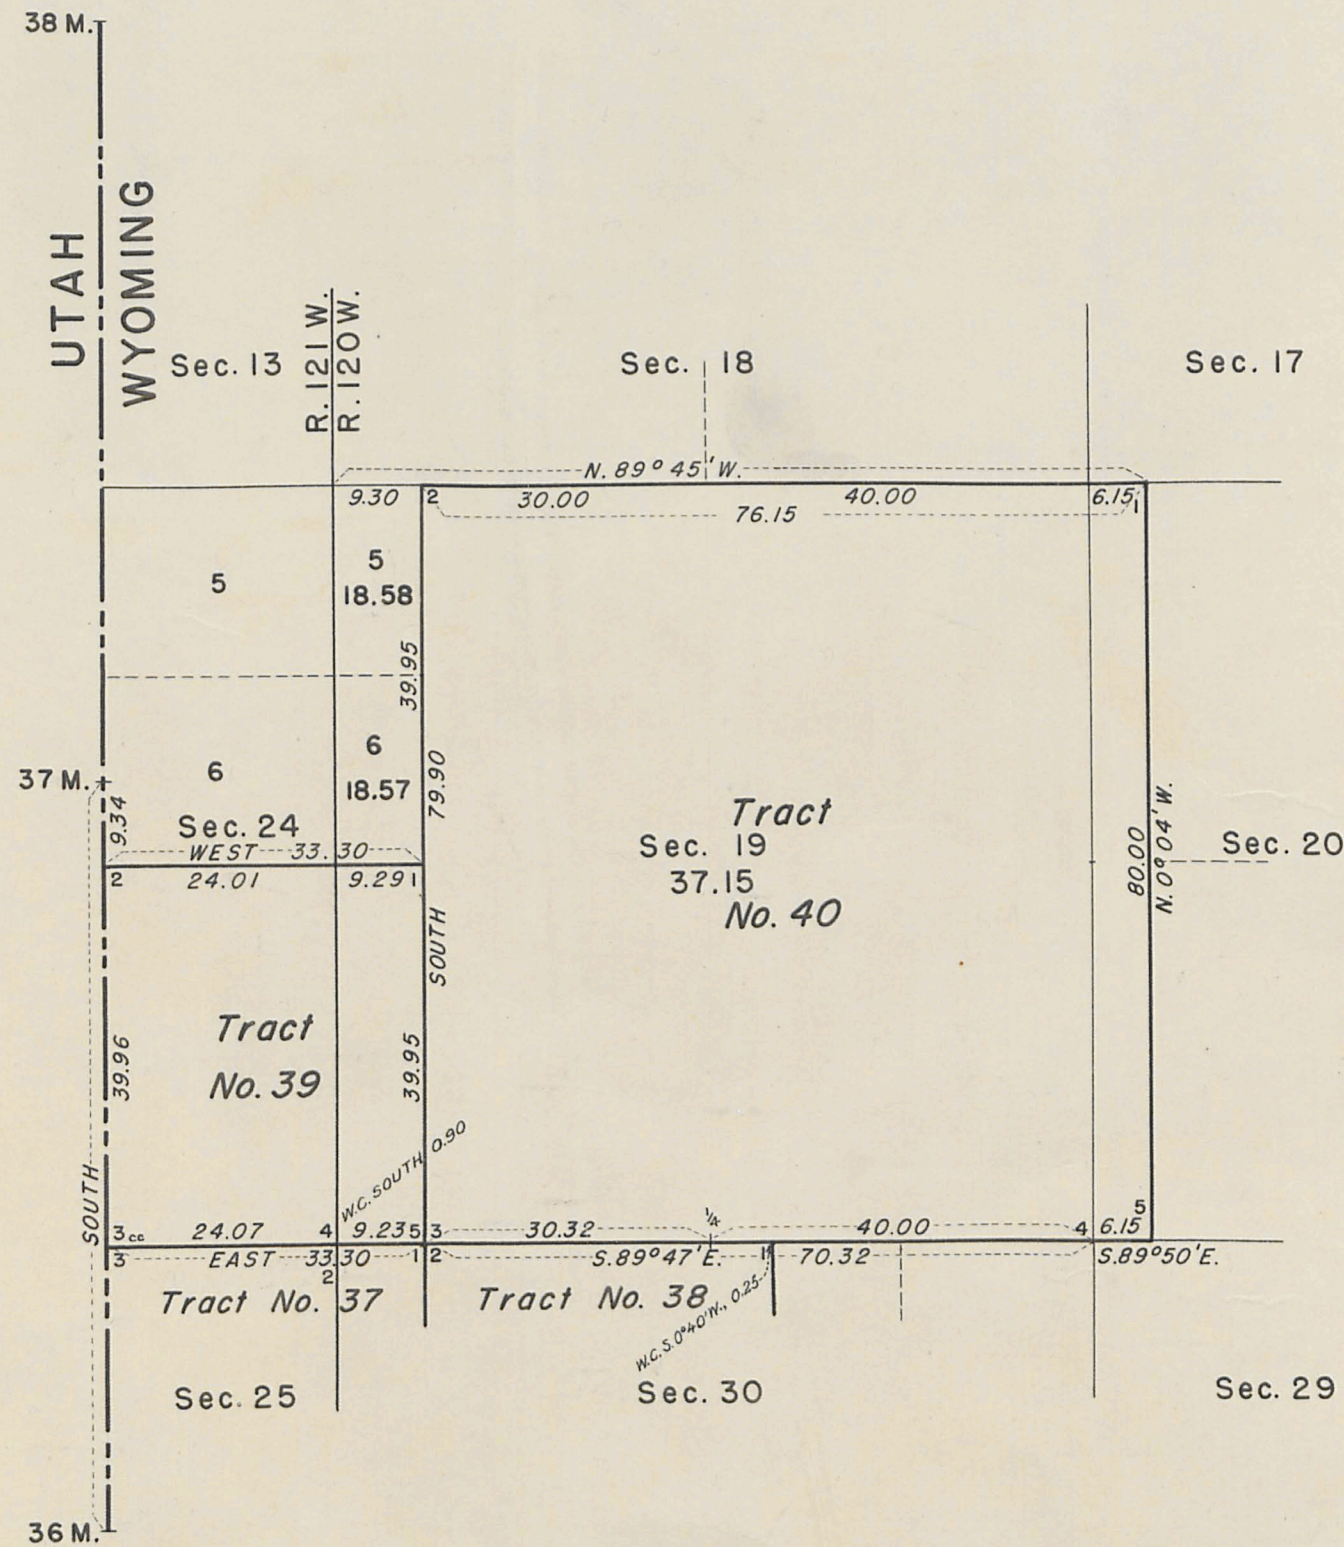 38 M.
UTAH
WYOMING
Sec. 13
R. 121 W.
R. 120 W.
Sec. 18
Sec. 17
N. 89° 45' W.
9.30
2
30.00
40.00
6.15
1
76.15
5
5
18.58
39.95
6
6
18.57
79.90
37 M.
9.34
Sec. 24
WEST 33.30
2
24.01
9.29
1
Tract
Sec. 19
37.15
No. 40
80.00
N. 0° 04' W.
Sec. 20
SOUTH
Tract
No. 39
39.96
39.95
W.C. SOUTH 0.90
SOUTH
3cc
24.07
4
9.23
5
3
30.32
1/4
40.00
4
6.15
5
3
EAST 33.30
1
2
S. 89° 47' E.
1
70.32
S. 89° 50' E.
2
Tract No. 37
Tract No. 38
W.C. S. 0° 40' W., 0.25
Sec. 25
Sec. 30
Sec. 29
36 M.